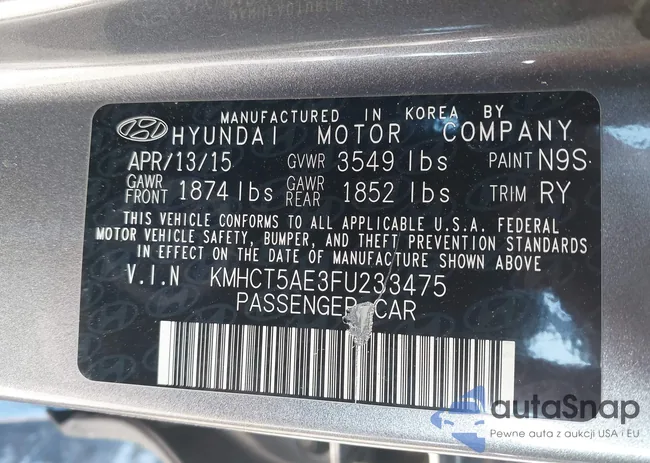 MANUFACTURED IN KOREA BY
HYUNDAI MOTOR COMPANY
APR/13/15 GVWR 3549 lbs PAINT N9S
GAWR FRONT 1874 lbs GAWR REAR 1852 lbs TRIM RY
THIS VEHICLE CONFORMS TO ALL APPLICABLE U.S.A. FEDERAL
MOTOR VEHICLE SAFETY, BUMPER, AND THEFT PREVENTION STANDARDS
IN EFFECT ON THE DATE OF MANUFACTURE SHOWN ABOVE.
V.I.N KMHCT5AE3FU233475
PASSENGER CAR
autaSnap
Pewne auta z aukcji USA i EU